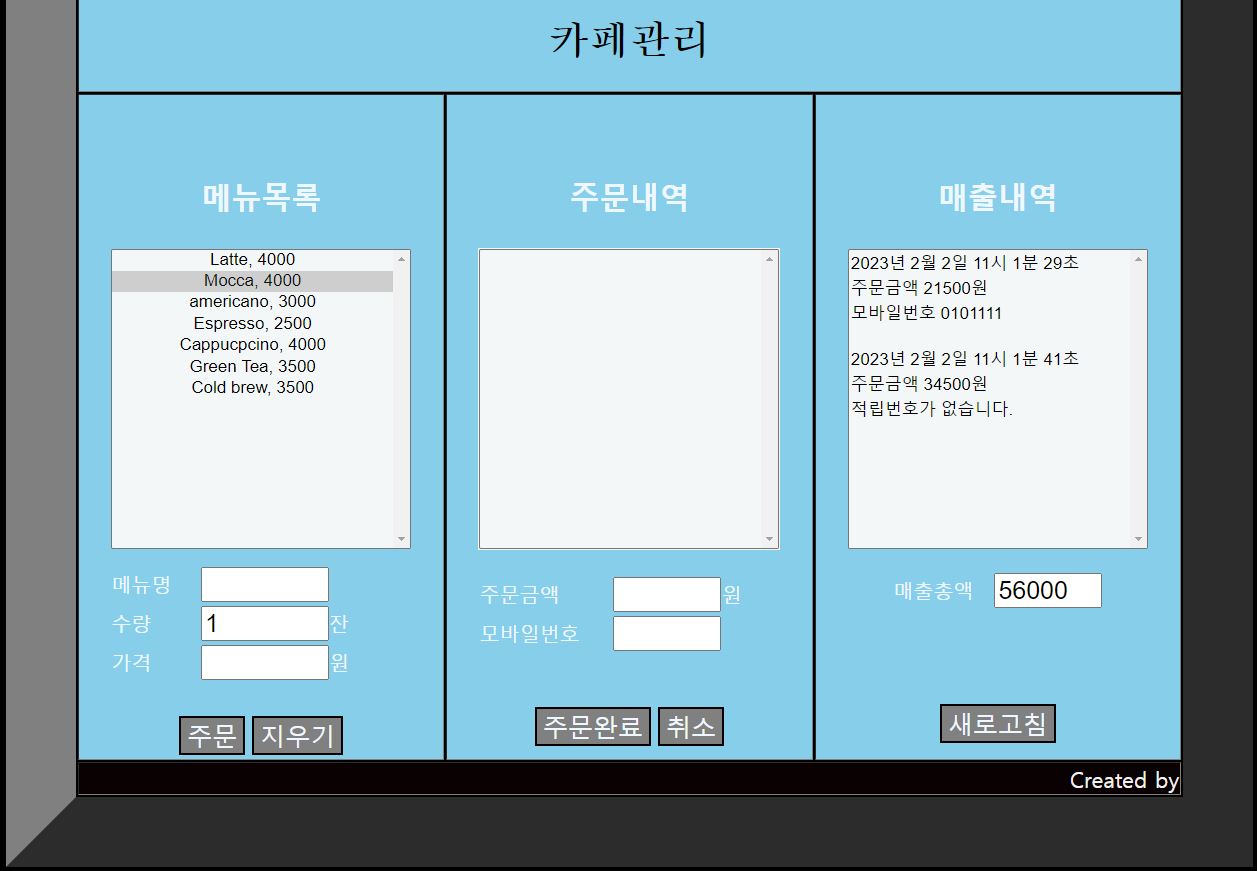 카페관리
메뉴목록
Latte, 4000
Mocca, 4000
americano, 3000
Espresso, 2500
Cappucpcino, 4000
Green Tea, 3500
Cold brew, 3500
메뉴명
수량 1 잔
가격 원
주문 지우기
주문내역
주문금액 원
모바일번호
주문완료 취소
매출내역
2023년 2월 2일 11시 1분 29초
주문금액 21500원
모바일번호 0101111
2023년 2월 2일 11시 1분 41초
주문금액 34500원
적립번호가 없습니다.
매출총액 56000
새로고침
Created by